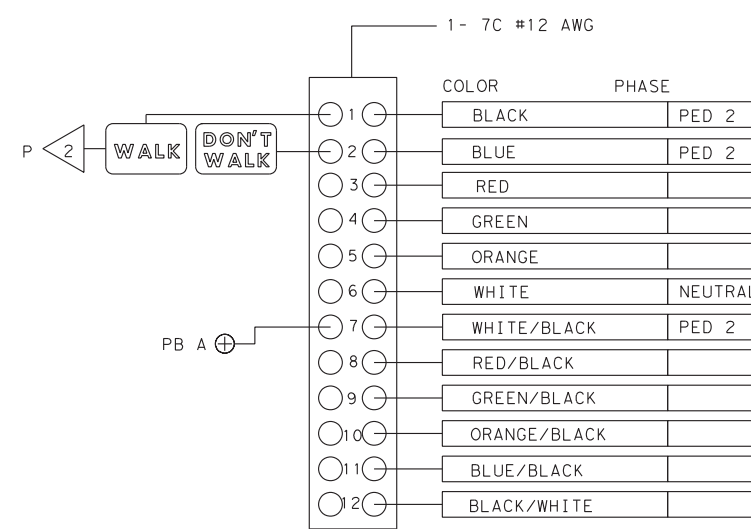 1- 7C #12 AWG
COLOR PHASE
1 BLACK PED 2
P 2 WALK DON'T WALK 2 BLUE PED 2
3 RED
4 GREEN
5 ORANGE
6 WHITE NEUTRAL
PB A 7 WHITE/BLACK PED 2
8 RED/BLACK
9 GREEN/BLACK
10 ORANGE/BLACK
11 BLUE/BLACK
12 BLACK/WHITE